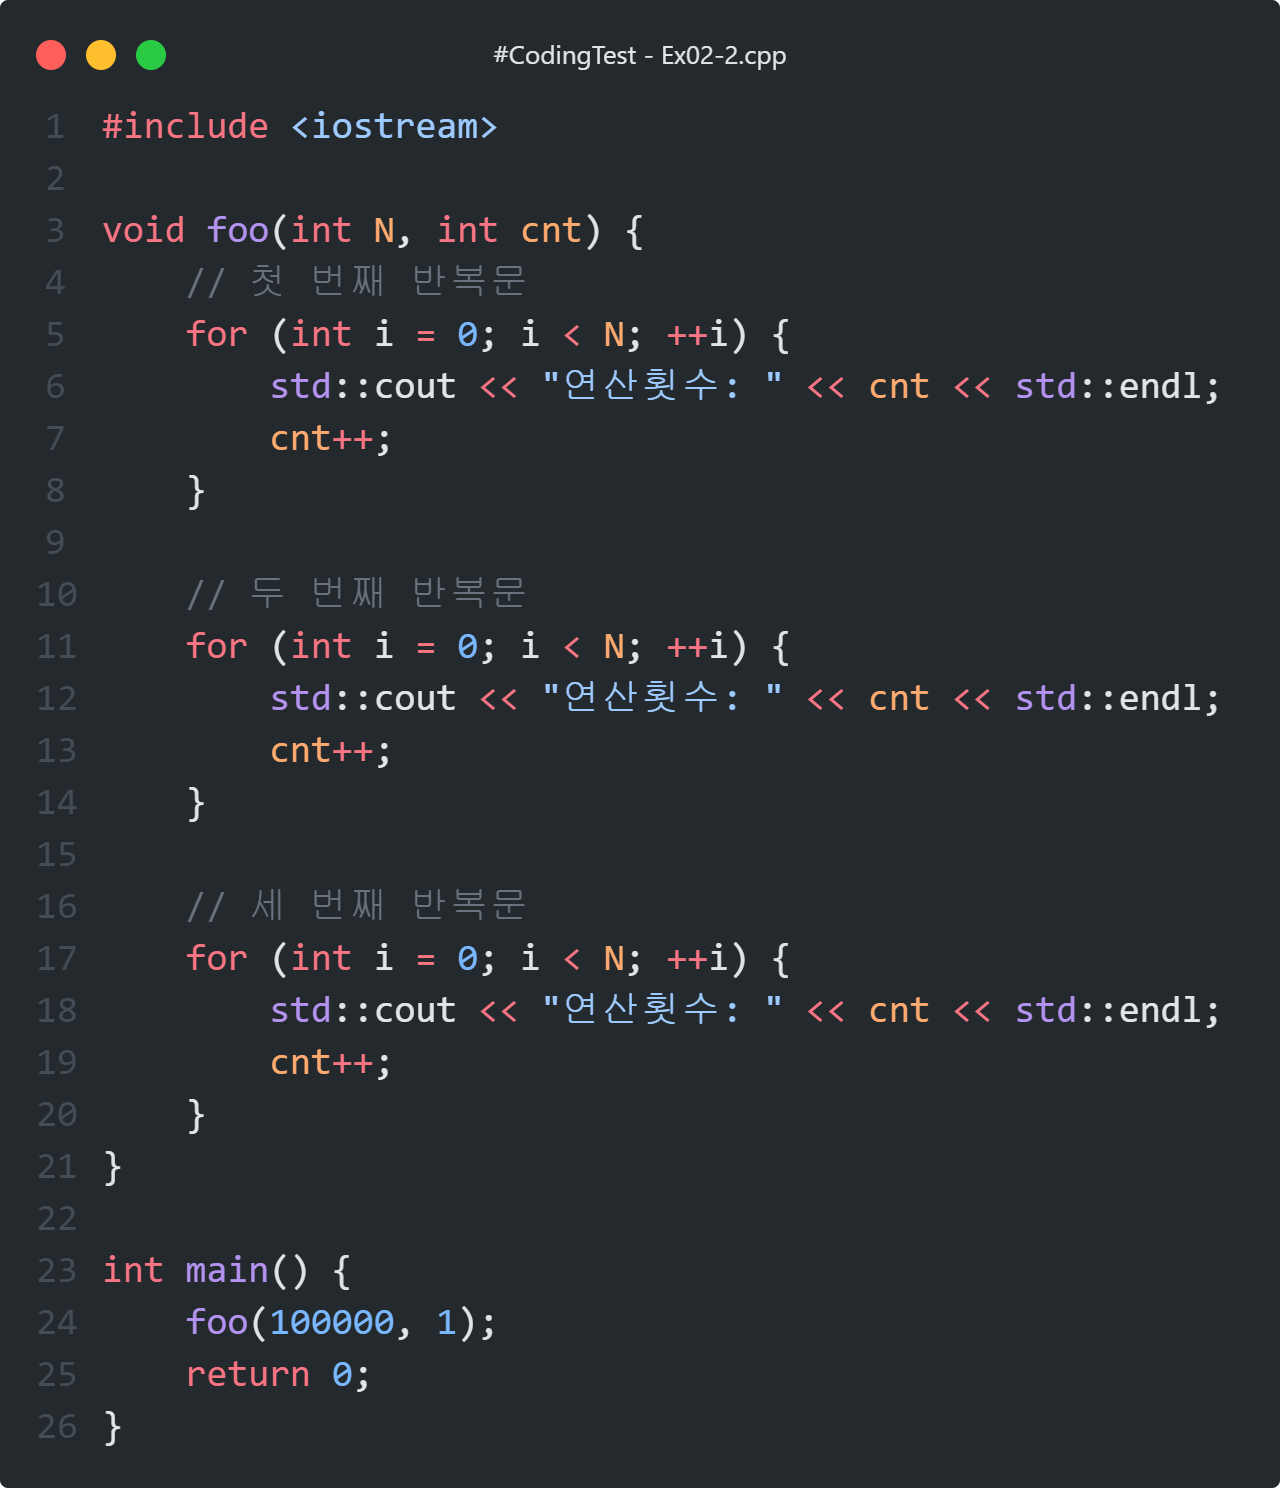 #CodingTest - Ex02-2.cpp
1 #include <iostream>
2
3 void foo(int N, int cnt) {
4     // 첫 번째 반복문
5     for (int i = 0; i < N; ++i) {
6         std::cout << "연산횟수: " << cnt << std::endl;
7         cnt++;
8     }
9
10     // 두 번째 반복문
11     for (int i = 0; i < N; ++i) {
12         std::cout << "연산횟수: " << cnt << std::endl;
13         cnt++;
14     }
15
16     // 세 번째 반복문
17     for (int i = 0; i < N; ++i) {
18         std::cout << "연산횟수: " << cnt << std::endl;
19         cnt++;
20     }
21 }
22
23 int main() {
24     foo(100000, 1);
25     return 0;
26 }